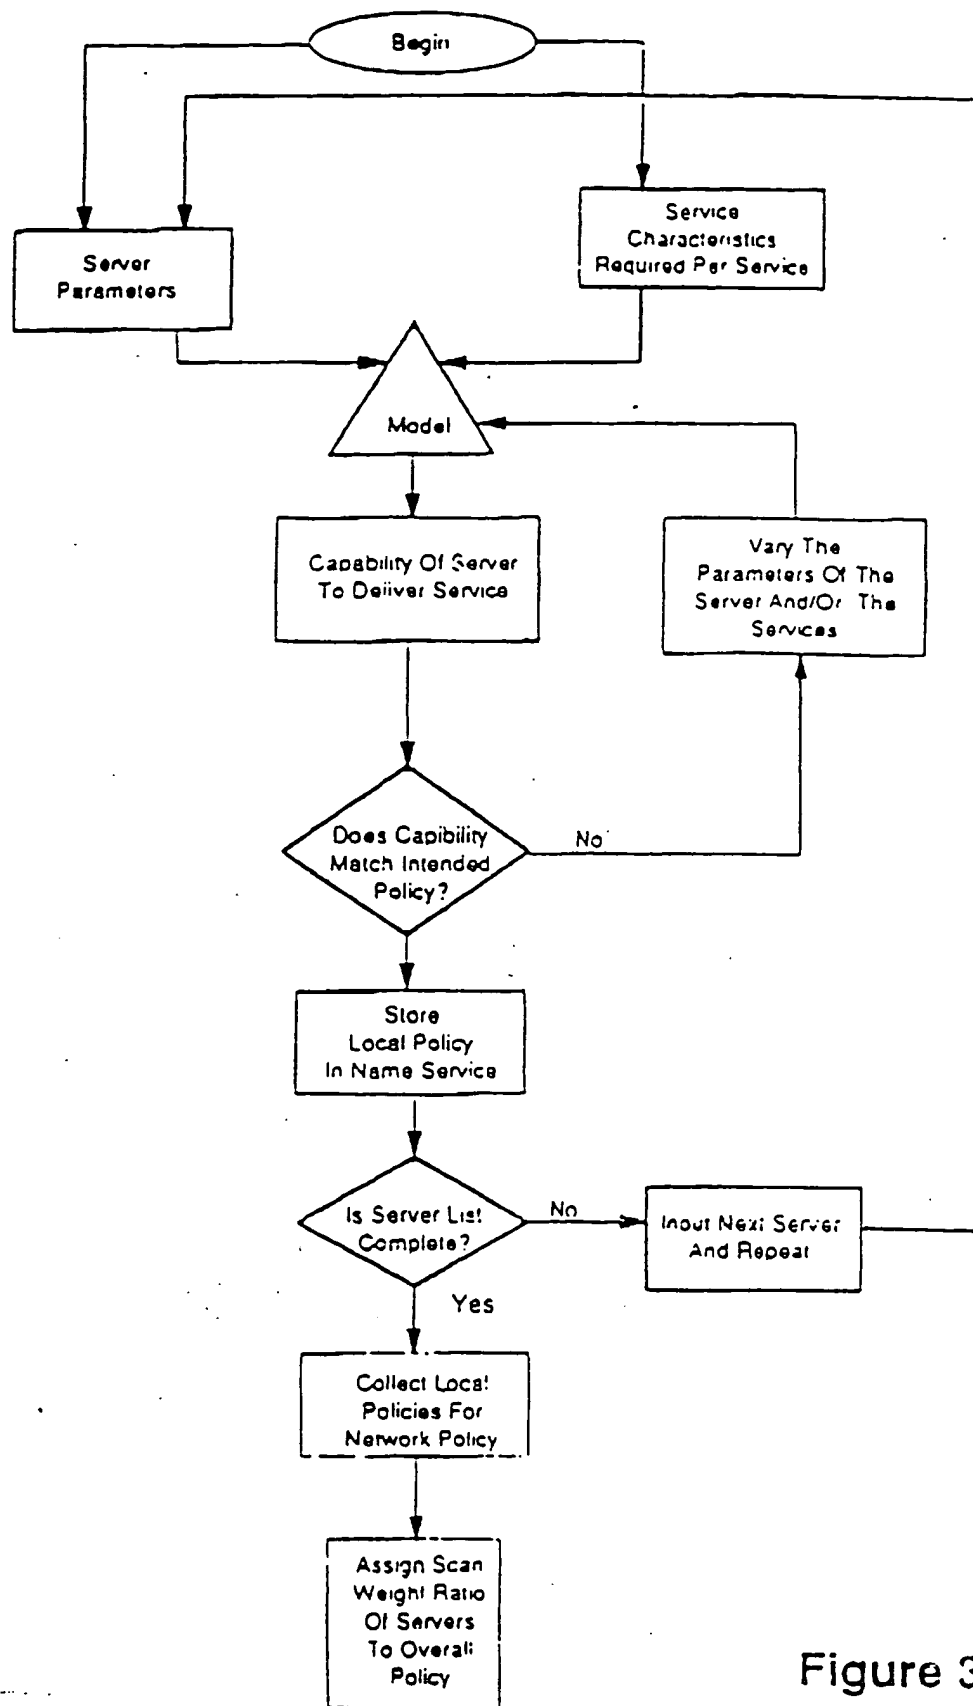 Begin
Server
Parameters
Service
Characteristics
Required Per Service
Model
Capability Of Server
To Deliver Service
Vary The
Parameters Of The
Server And/Or The
Services
Does Capibility
Match Intended
Policy?
No
Store
Local Policy
In Name Service
Is Server List
Complete?
No
Input Next Server
And Repeat
Yes
Collect Local
Policies For
Network Policy
Assign Scan
Weight Ratio
Of Servers
To Overall
Policy
Figure 3